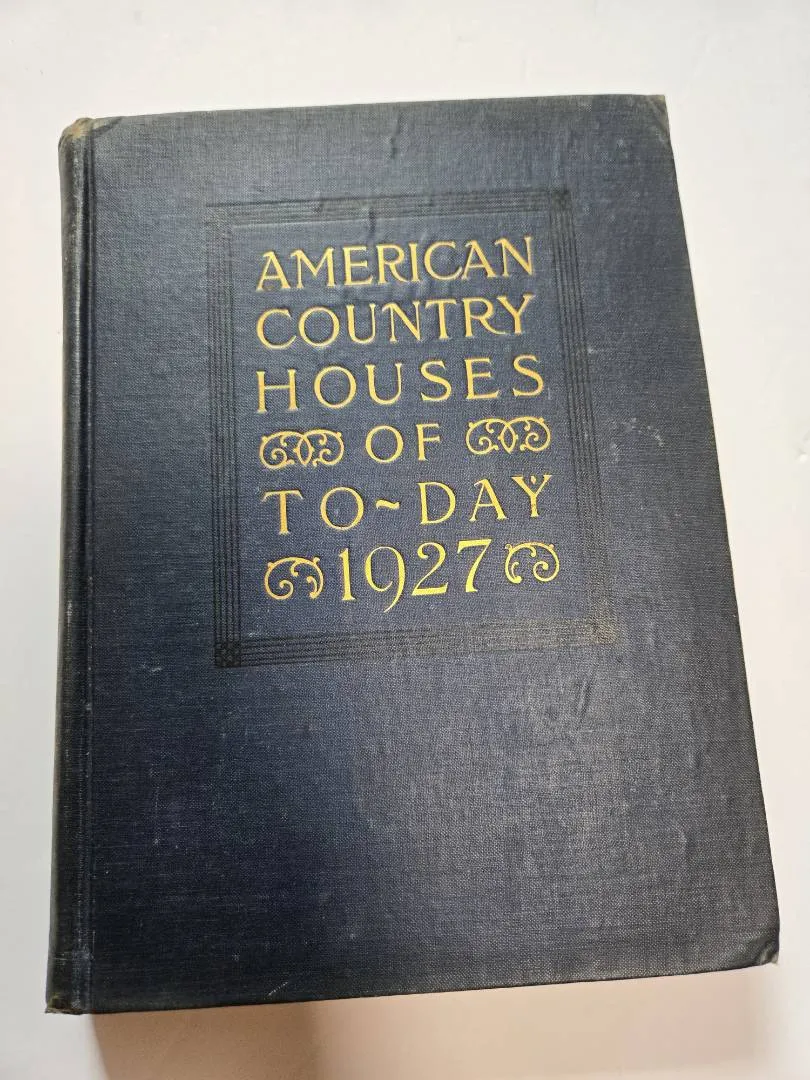 AMERICAN
COUNTRY
HOUSES
OF
TO-DAY
1927